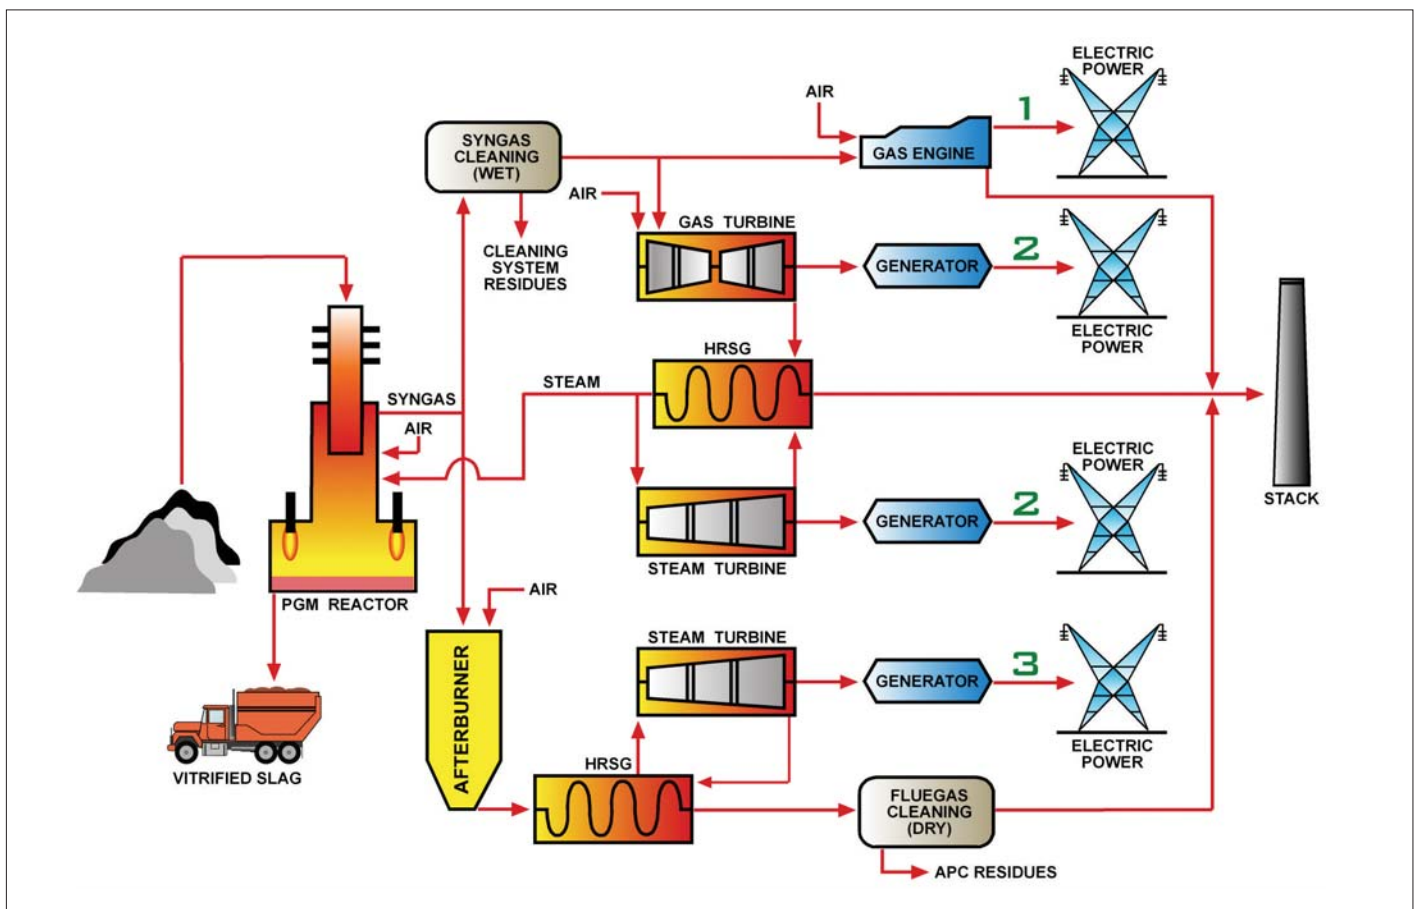 ELECTRIC
POWER
AIR
1
SYNGAS
CLEANING
(WET)
GAS ENGINE
AIR
CLEANING
SYSTEM
RESIDUES
GAS TURBINE
GENERATOR
2
ELECTRIC
POWER
HRSG
STEAM
SYNGAS
AIR
ELECTRIC
POWER
STACK
2
GENERATOR
STEAM TURBINE
PGM REACTOR
AIR
STEAM TURBINE
GENERATOR
3
ELECTRIC
POWER
AFTERBURNER
VITRIFIED SLAG
HRSG
FLUEGAS
CLEANING
(DRY)
APC RESIDUES